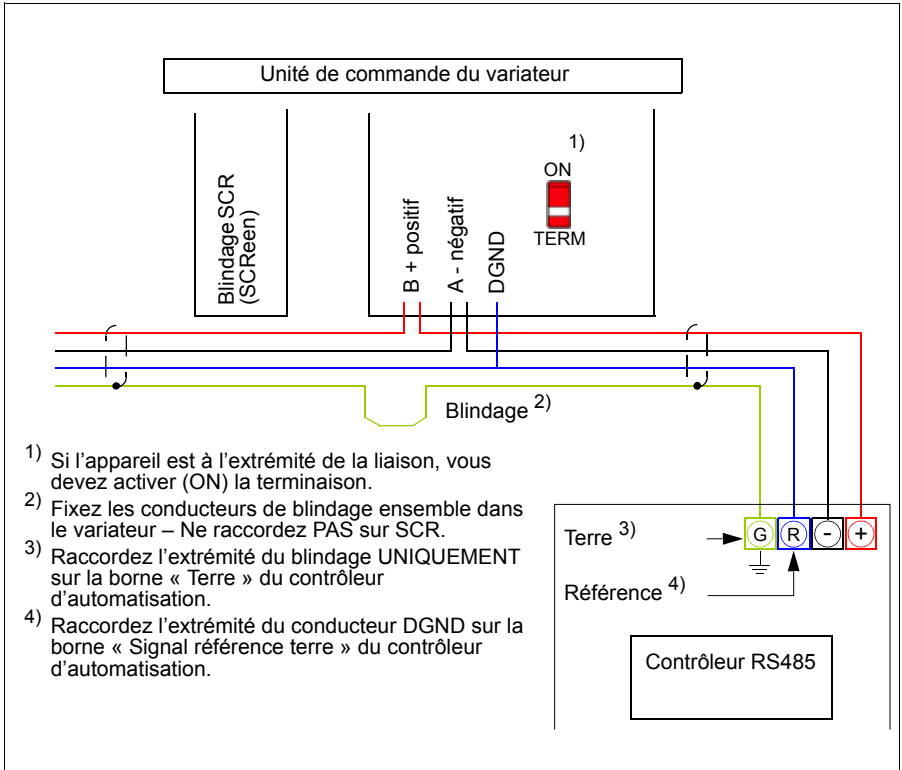 Unité de commande du variateur
Blindage SCR
(SCReen)
B + positif
A - négatif
DGND
1)
ON
TERM
Blindage 2)
1) Si l'appareil est à l'extrémité de la liaison, vous
devez activer (ON) la terminaison.
2) Fixez les conducteurs de blindage ensemble dans
le variateur – Ne raccordez PAS sur SCR.
3) Raccordez l'extrémité du blindage UNIQUEMENT
sur la borne « Terre » du contrôleur
d'automatisation.
4) Raccordez l'extrémité du conducteur DGND sur la
borne « Signal référence terre » du contrôleur
d'automatisation.
Terre 3)
G R - +
Référence 4)
Contrôleur RS485